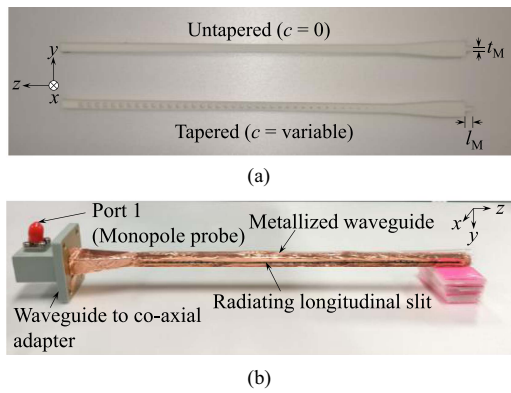 Untapered (c = 0)
y
t_M
z
x
Tapered (c = variable)
l_M
(a)
Port 1
(Monopole probe)
Metallized waveguide
x
z
y
Radiating longitudinal slit
Waveguide to co-axial
adapter
(b)